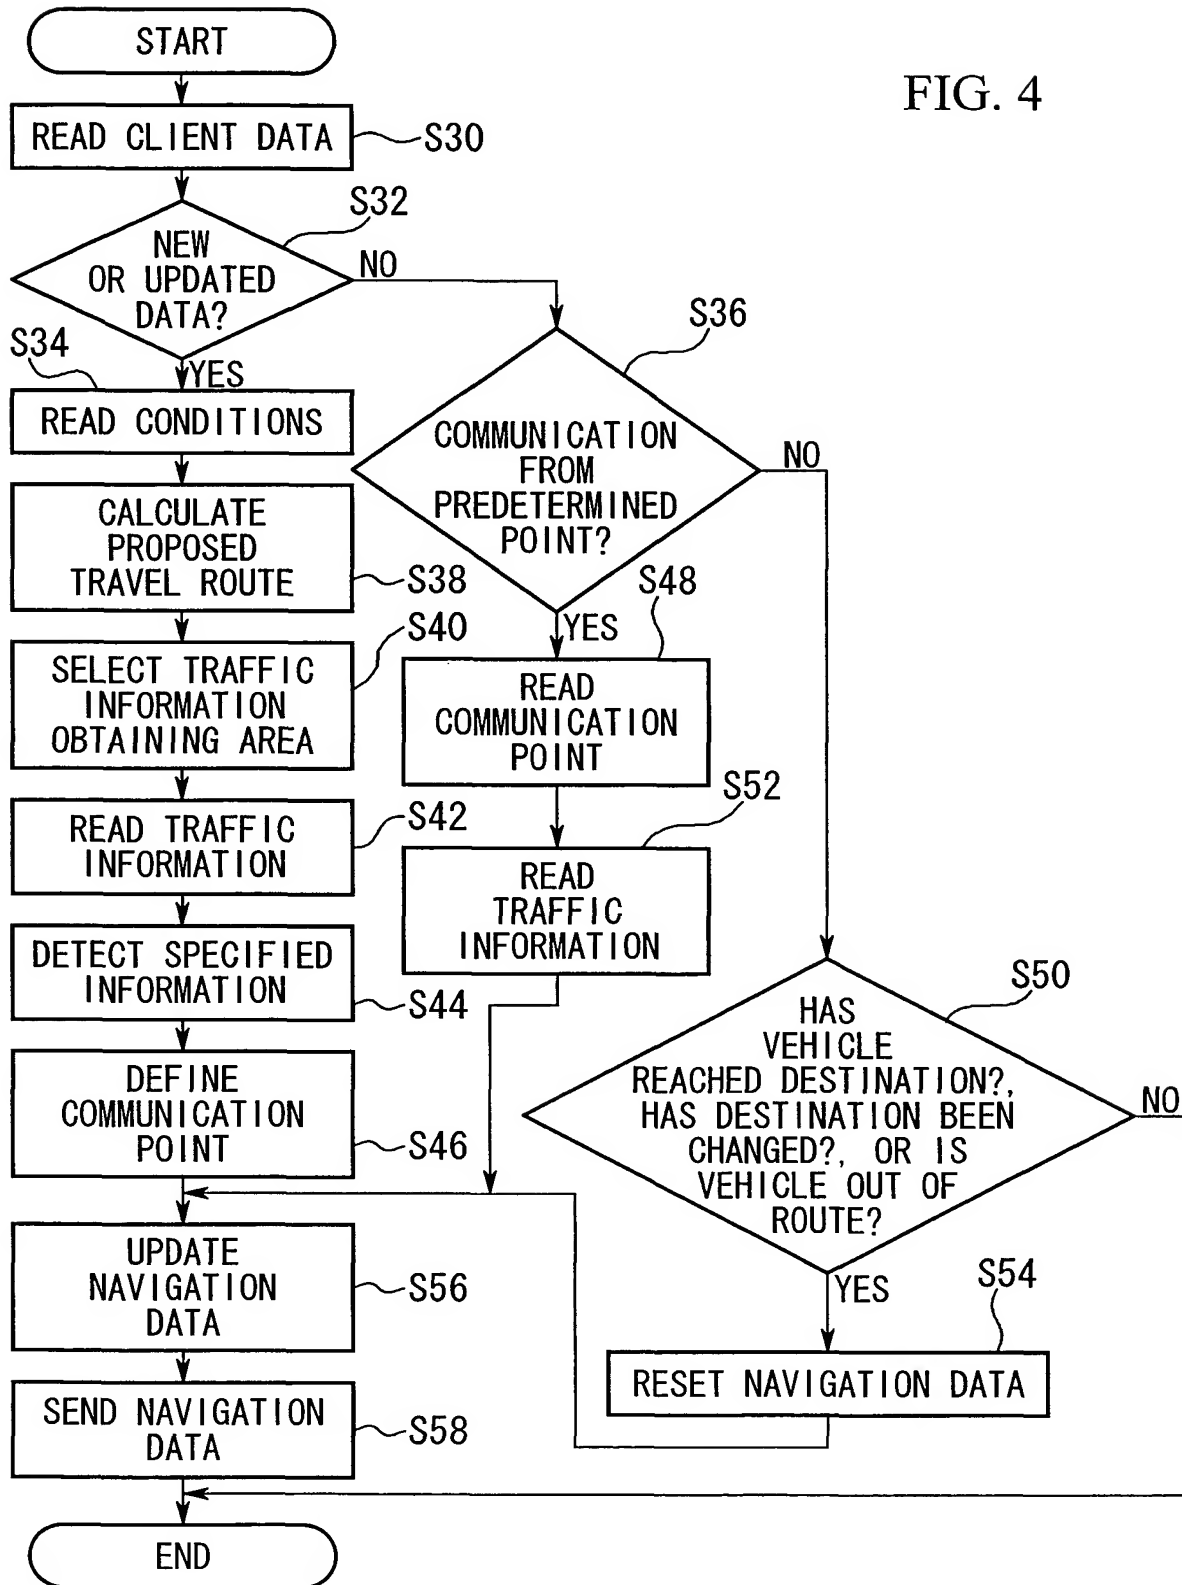 START
FIG. 4
READ CLIENT DATA
S30
S32
NEW
OR UPDATED
DATA?
NO
S34
YES
S36
READ CONDITIONS
COMMUNICATION
FROM
PREDETERMINED
POINT?
NO
CALCULATE
PROPOSED
TRAVEL ROUTE
S38
S48
YES
S40
SELECT TRAFFIC
INFORMATION
OBTAINING AREA
READ
COMMUNICATION
POINT
S42
READ TRAFFIC
INFORMATION
S52
READ
TRAFFIC
INFORMATION
DETECT SPECIFIED
INFORMATION
S44
S50
HAS
VEHICLE
REACHED DESTINATION?,
HAS DESTINATION BEEN
CHANGED?, OR IS
VEHICLE OUT OF
ROUTE?
NO
DEFINE
COMMUNICATION
POINT
S46
UPDATE
NAVIGATION
DATA
S56
YES
S54
RESET NAVIGATION DATA
SEND NAVIGATION
DATA
S58
END